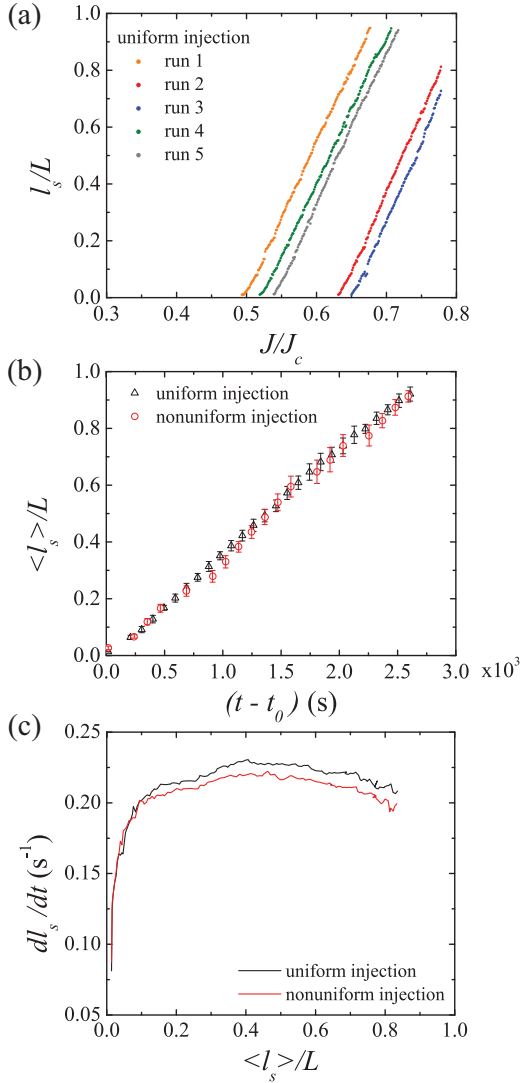 (a)
1.0
0.8
0.6
0.4
0.2
0.0
l_s/L
uniform injection
run 1
run 2
run 3
run 4
run 5
0.3 0.4 0.5 0.6 0.7 0.8
J/J_c
(b)
1.0
0.8
0.6
0.4
0.2
0.0
<l_s>/L
uniform injection
nonuniform injection
0.0 0.5 1.0 1.5 2.0 2.5 3.0 x10³
(t - t_0) (s)
(c)
0.25
0.20
0.15
0.10
0.05
dl_s/dt (s⁻¹)
uniform injection
nonuniform injection
0.0 0.2 0.4 0.6 0.8 1.0
<l_s>/L